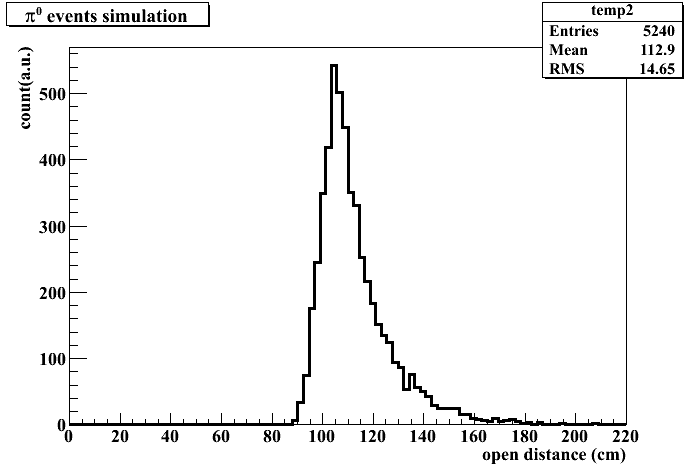 π⁰ events simulation
temp2
Entries 5240
Mean 112.9
RMS 14.65
count(a.u.)
500
400
300
200
100
0
0 20 40 60 80 100 120 140 160 180 200 220
open distance (cm)